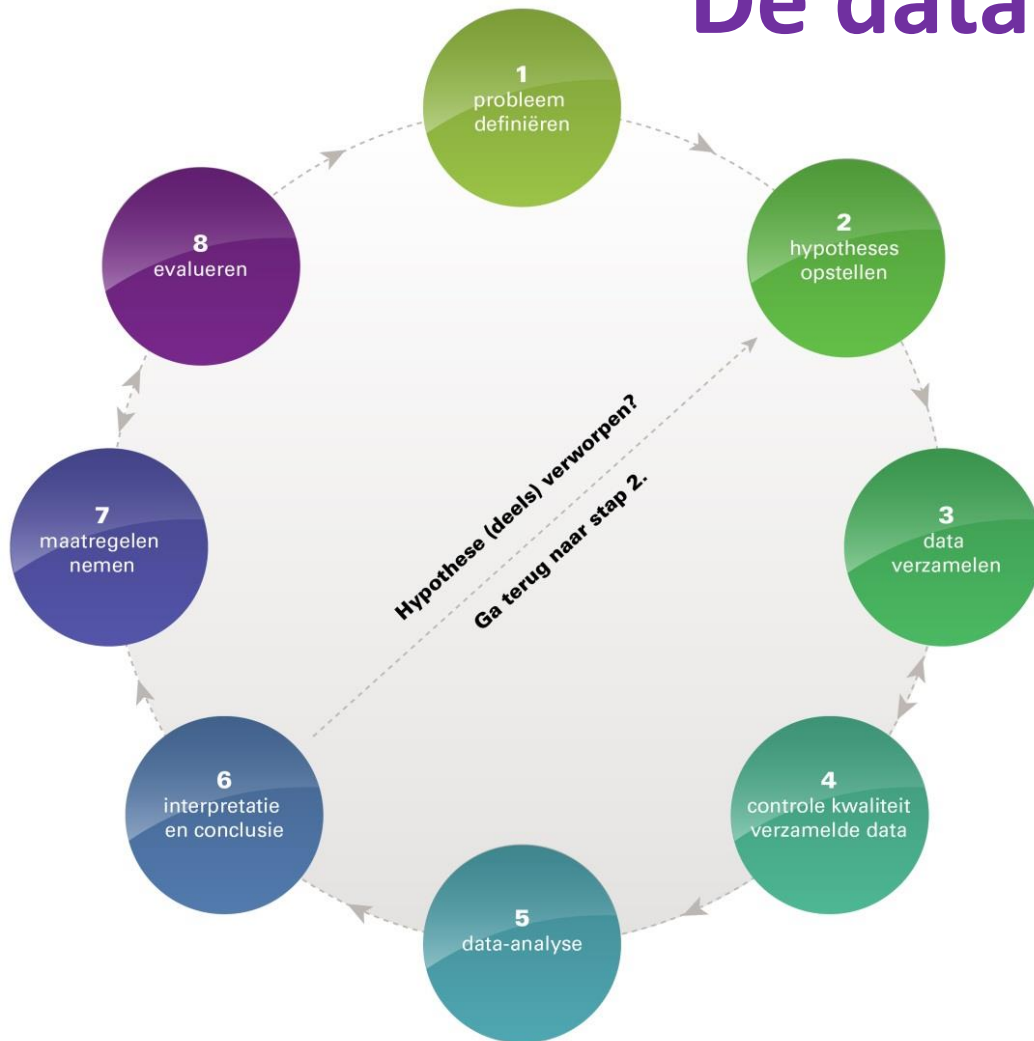 De data
1
probleem
definiëren
2
hypotheses
opstellen
3
data
verzamelen
4
controle kwaliteit
verzamelde data
5
data-analyse
6
interpretatie
en conclusie
7
maatregelen
nemen
8
evalueren
Hypothese (deels) verworpen?
Ga terug naar stap 2.